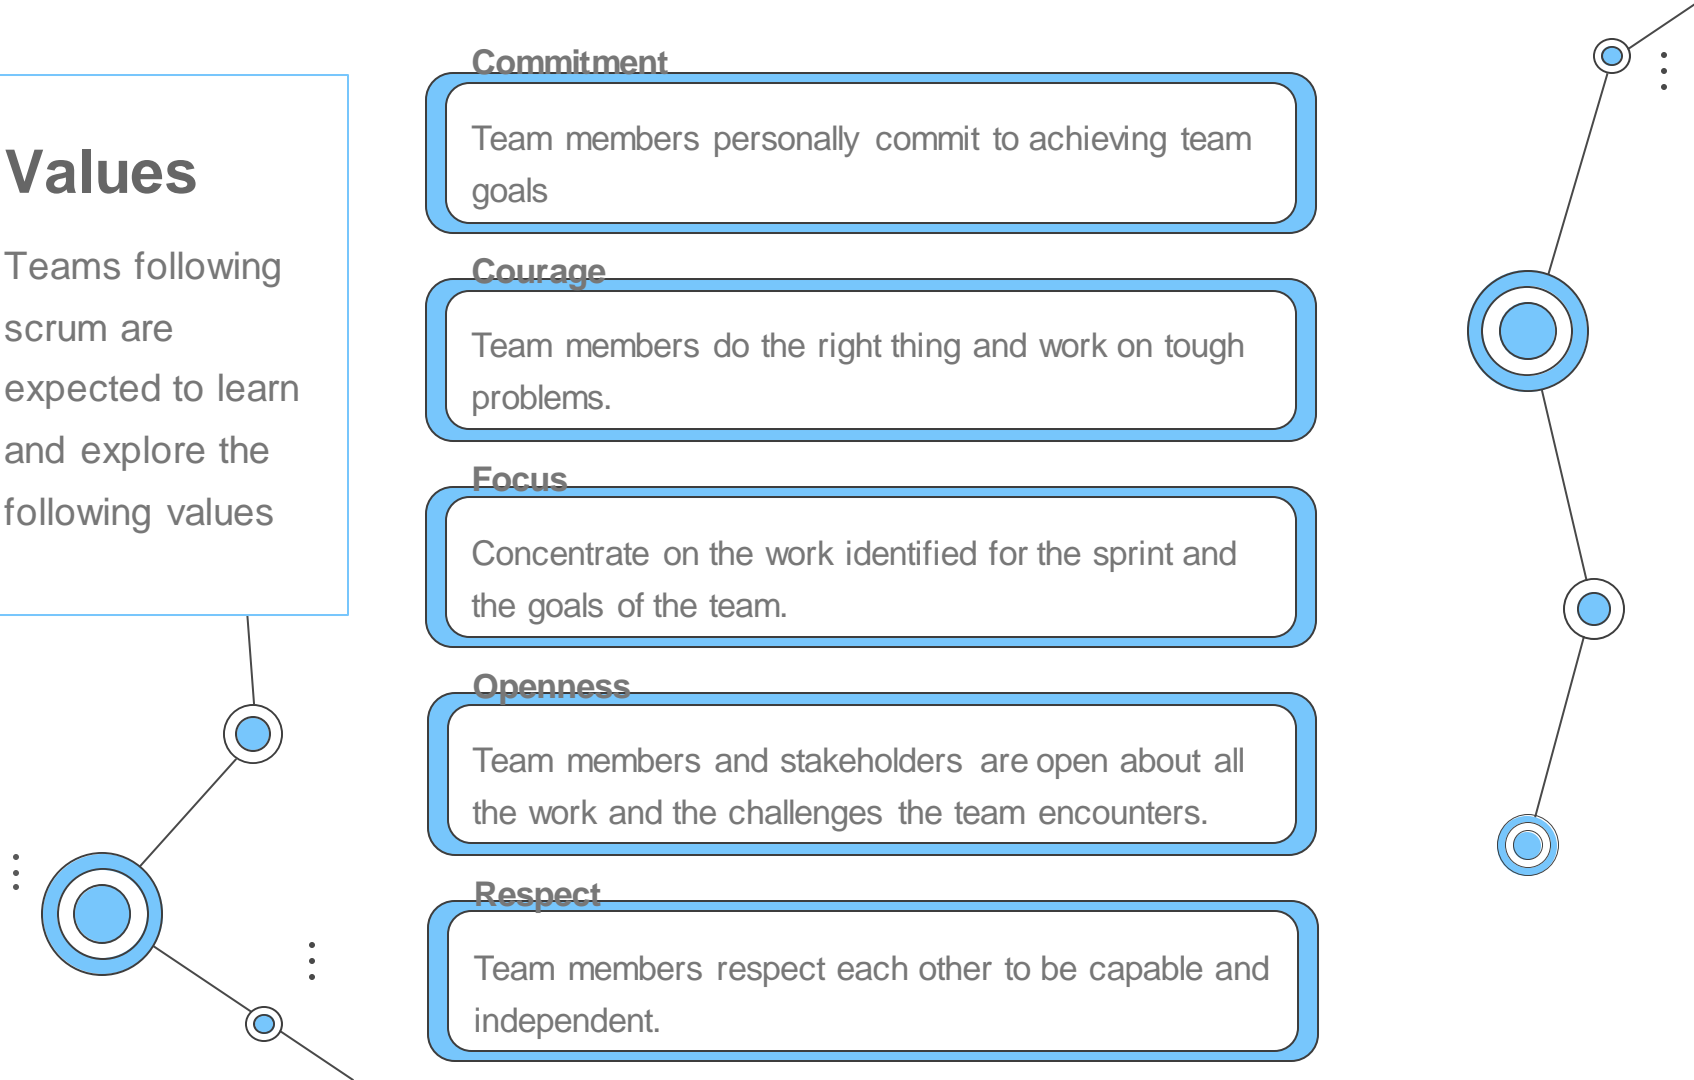 Values
Teams following
scrum are
expected to learn
and explore the
following values
Commitment
Team members personally commit to achieving team
goals
Courage
Team members do the right thing and work on tough
problems.
Focus
Concentrate on the work identified for the sprint and
the goals of the team.
Openness
Team members and stakeholders are open about all
the work and the challenges the team encounters.
Respect
Team members respect each other to be capable and
independent.